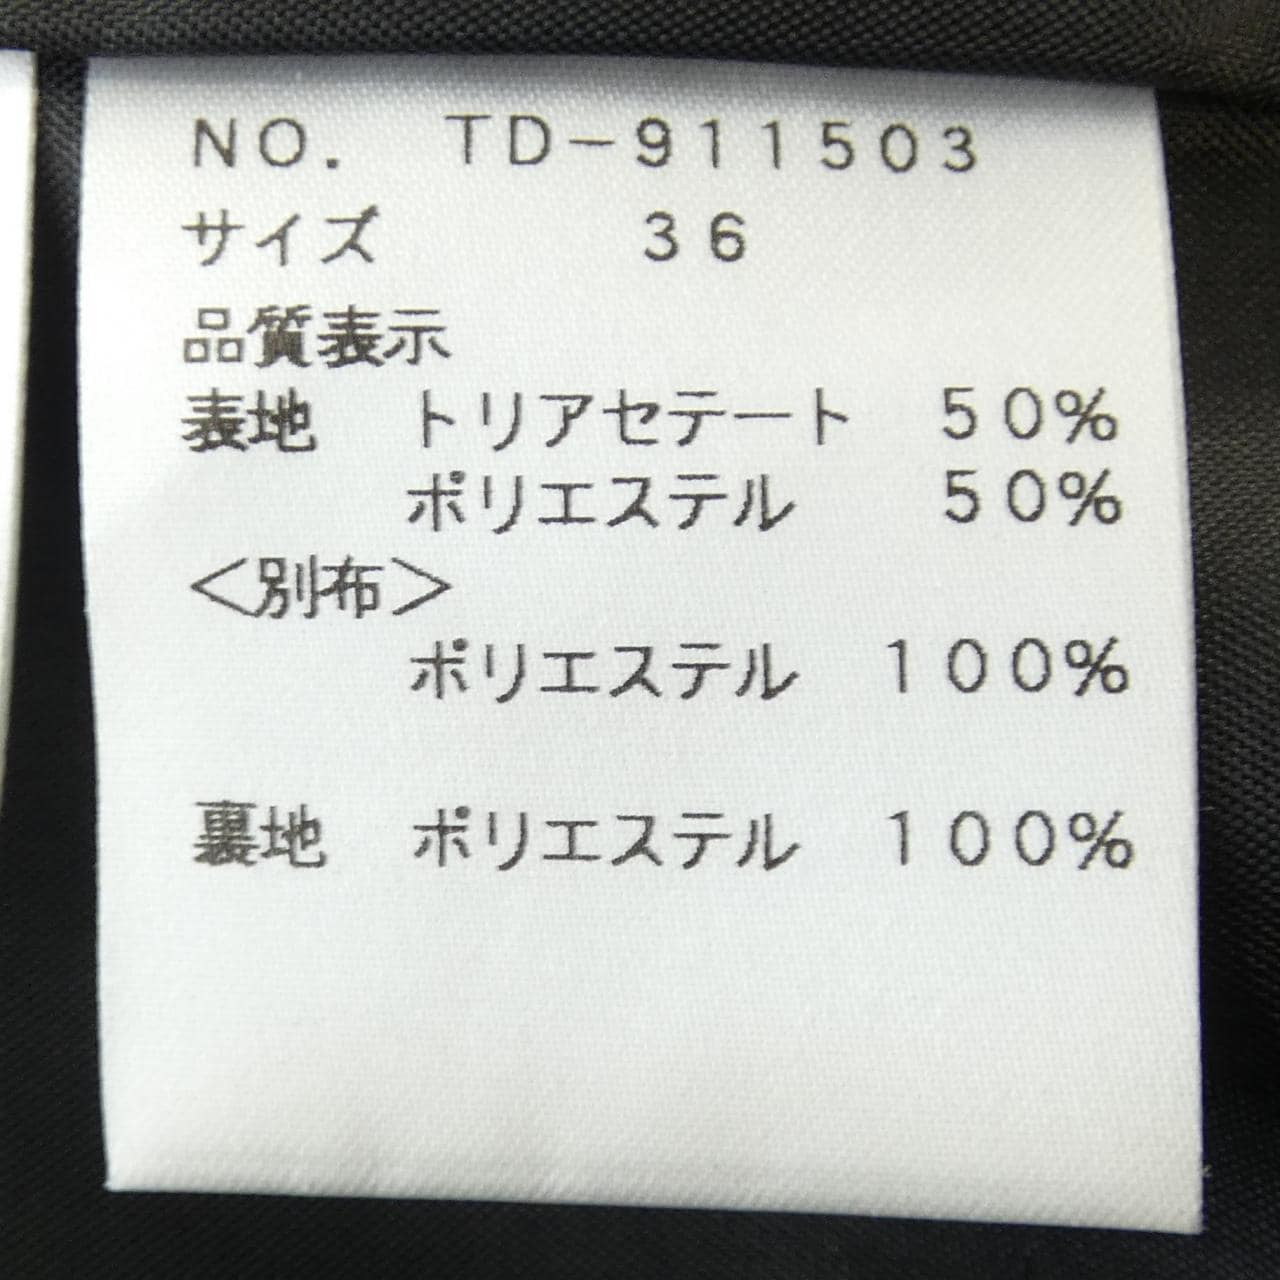 NO. TD-911503
サイズ 36
品質表示
表地 トリアセテート 50%
ポリエステル 50%
<別布>
ポリエステル 100%
裏地 ポリエステル 100%